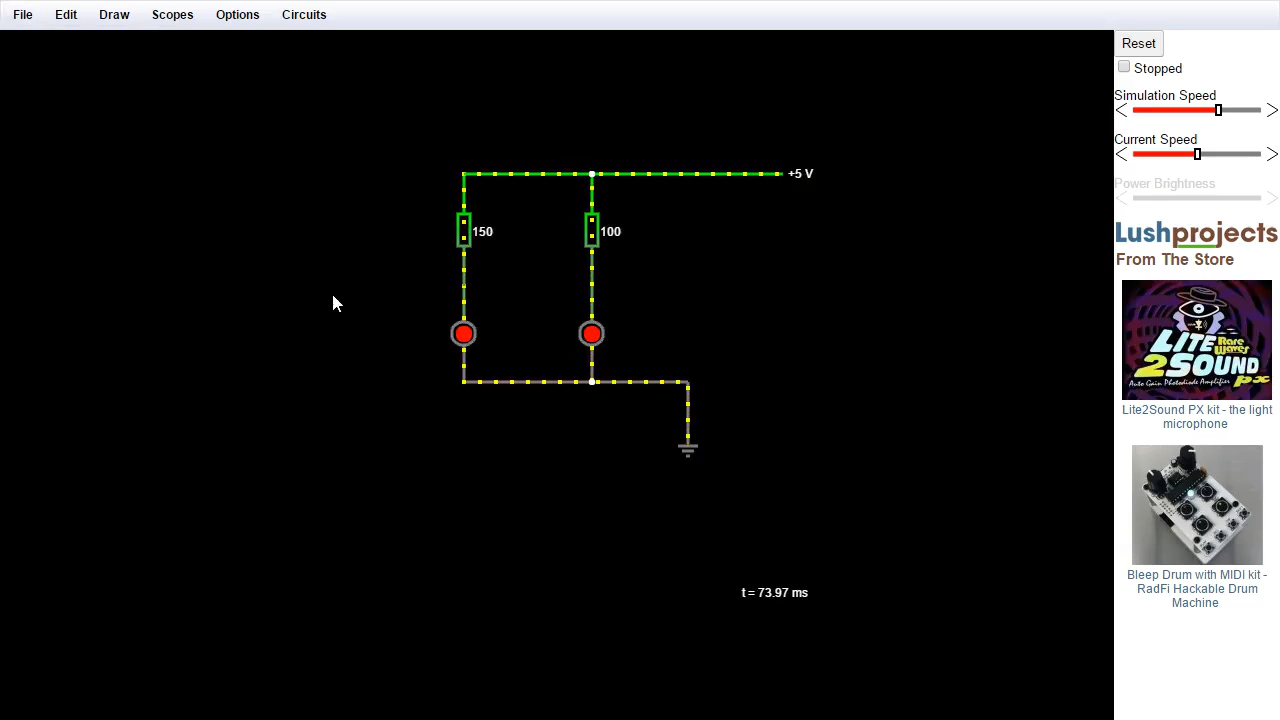 File Edit Draw Scopes Options Circuits
Reset
Stopped
Simulation Speed
Current Speed
Power Brightness
Lushprojects
From The Store
+5 V
150
100
LITE
Rare
Waves
2SOUND
Auto Gain Photodiode Amplifier px
Lite2Sound PX kit - the light
microphone
Bleep Drum with MIDI kit -
RadFi Hackable Drum
Machine
t = 73.97 ms